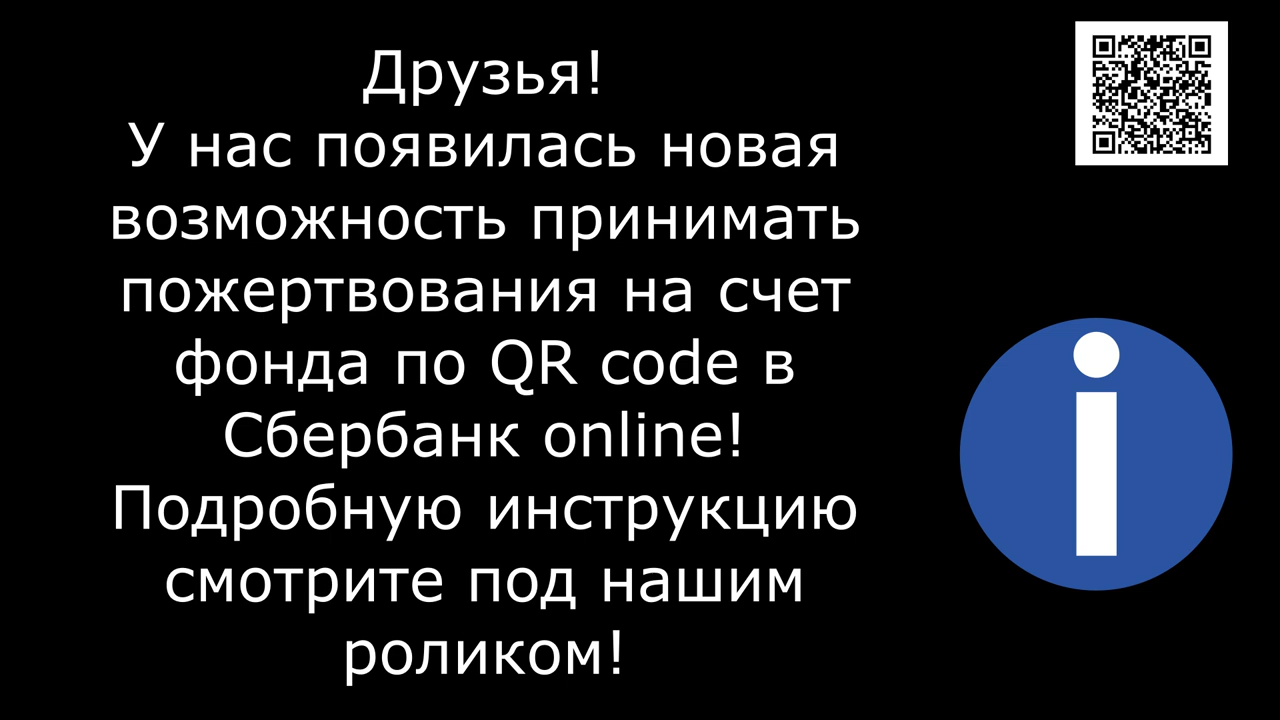 Друзья!
У нас появилась новая
возможность принимать
пожертвования на счет
фонда по QR code в
Сбербанк online!
Подробную инструкцию
смотрите под нашим
роликом!